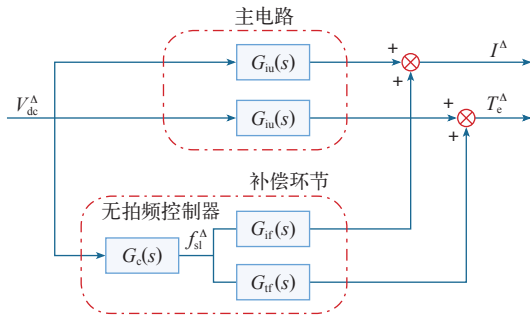 主电路
G_iu(s)
+
+
I^Δ
V_dc^Δ
G_iu(s)
+
+
T_e^Δ
补偿环节
无拍频控制器
G_c(s)
f_sl^Δ
G_if(s)
G_tf(s)